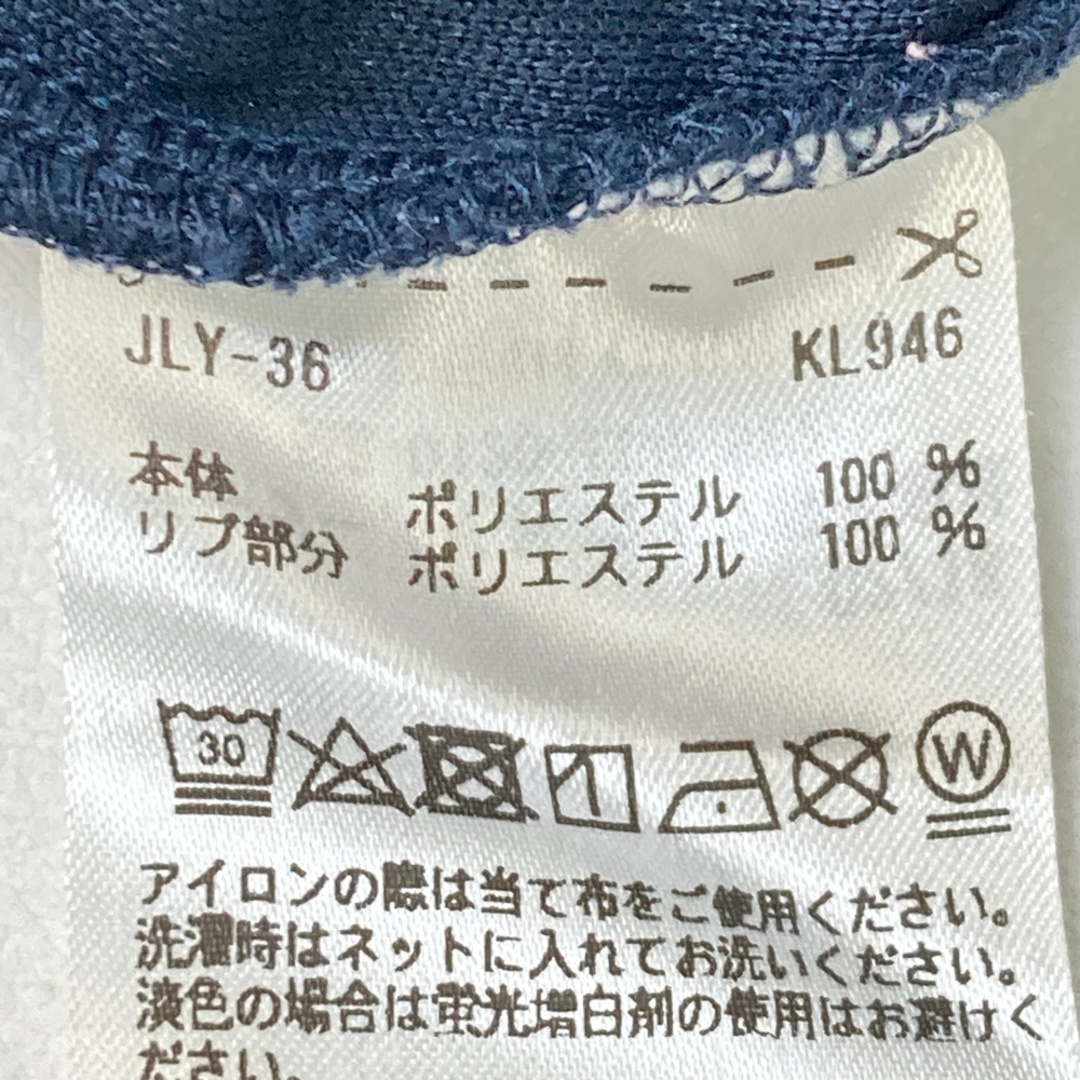 JLY-36 KL946
本体 ポリエステル 100 %
リブ部分 ポリエステル 100 %
30 W
アイロンの際は当て布をご使用ください。
洗濯時はネットに入れてお洗いください。
淡色の場合は蛍光増白剤の使用はお避けく
ださい。